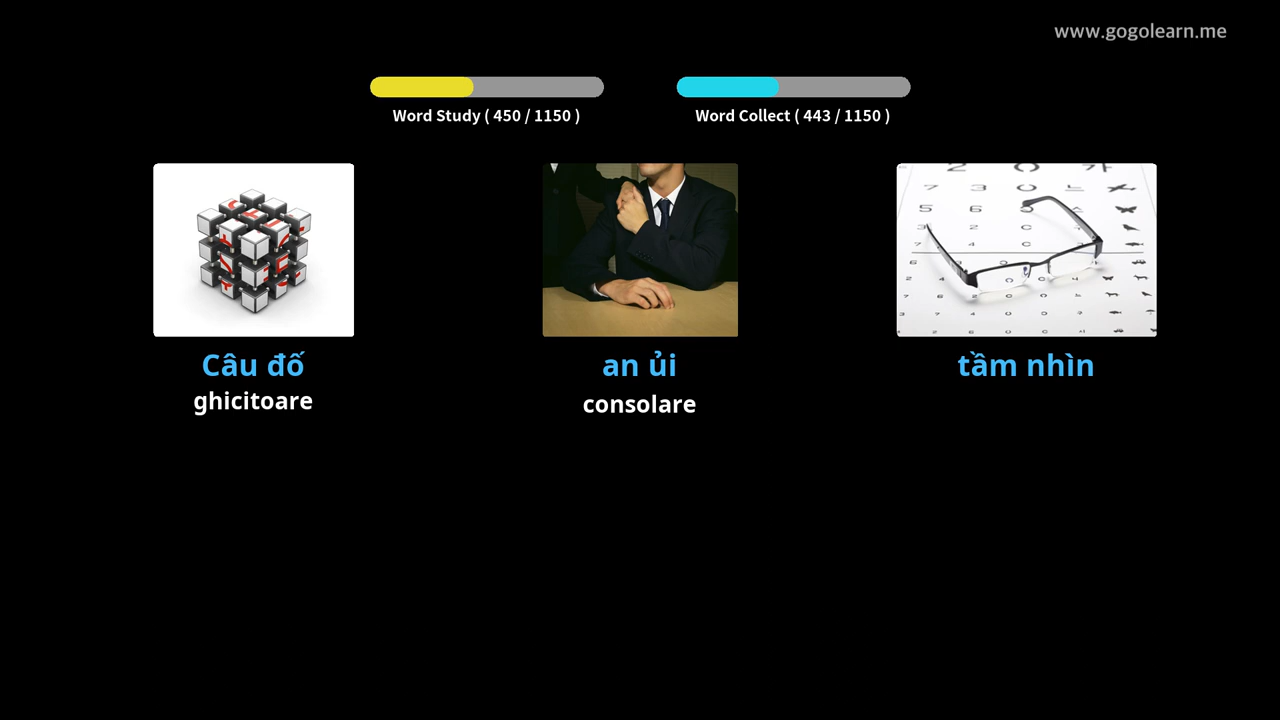 www.gogolearn.me
Word Study ( 450 / 1150 )
Word Collect ( 443 / 1150 )
Câu đố
ghicitoare
an ủi
consolare
tầm nhìn